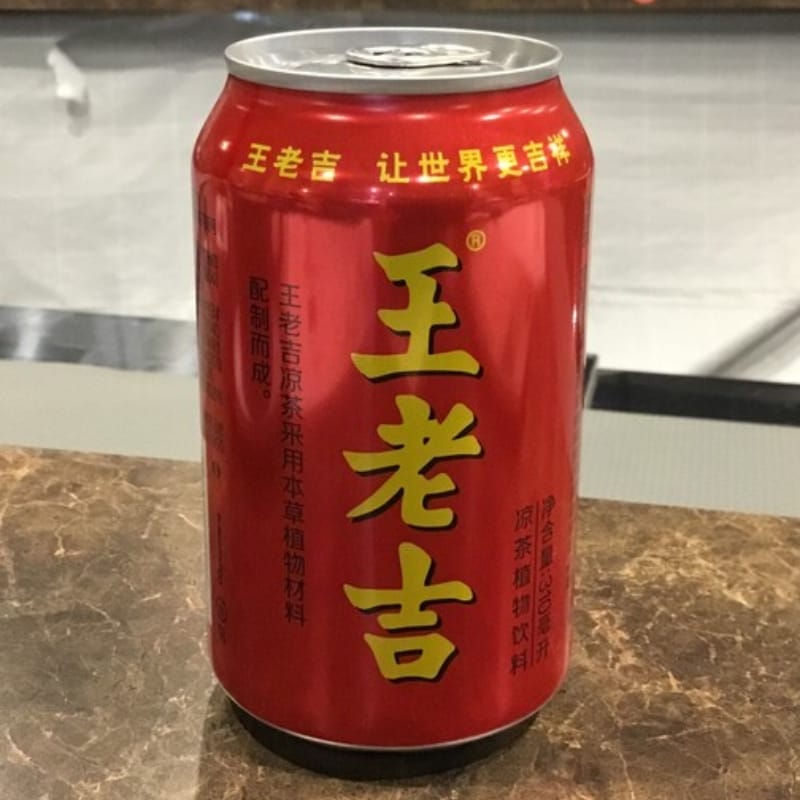 王老吉 让世界更吉祥
王老吉®
王老吉凉茶采用本草植物材料
配制而成。
净含量:310毫升
凉茶植物饮料